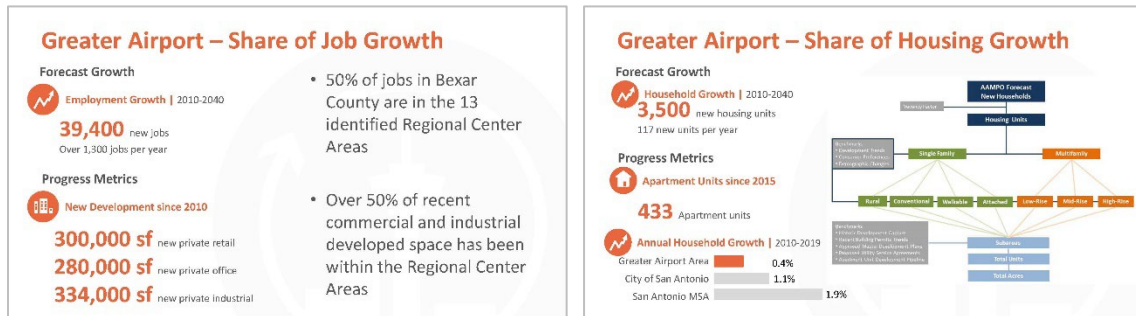 Greater Airport – Share of Job Growth
Forecast Growth
Employment Growth | 2010-2040
39,400 new jobs
Over 1,300 jobs per year
Progress Metrics
New Development since 2010
300,000 sf new private retail
280,000 sf new private office
334,000 sf new private industrial
• 50% of jobs in Bexar
County are in the 13
identified Regional Center
Areas
• Over 50% of recent
commercial and industrial
developed space has been
within the Regional Center
Areas
Greater Airport – Share of Housing Growth
Forecast Growth
Household Growth | 2010-2040
3,500 new housing units
117 new units per year
Progress Metrics
Apartment Units since 2015
433 Apartment units
Annual Household Growth | 2010-2019
Greater Airport Area 0.4%
City of San Antonio 1.1%
San Antonio MSA 1.9%
AAMPO Forecast
New Households
Housing Units
• Development Trends
• Consumer Preferences
• Demographic Changes
Single Family
Multifamily
Rural
Conventional
Walkable
Attached
Low-Rise
Mid-Rise
High-Rise
Subareas
Total Units
Total Acres